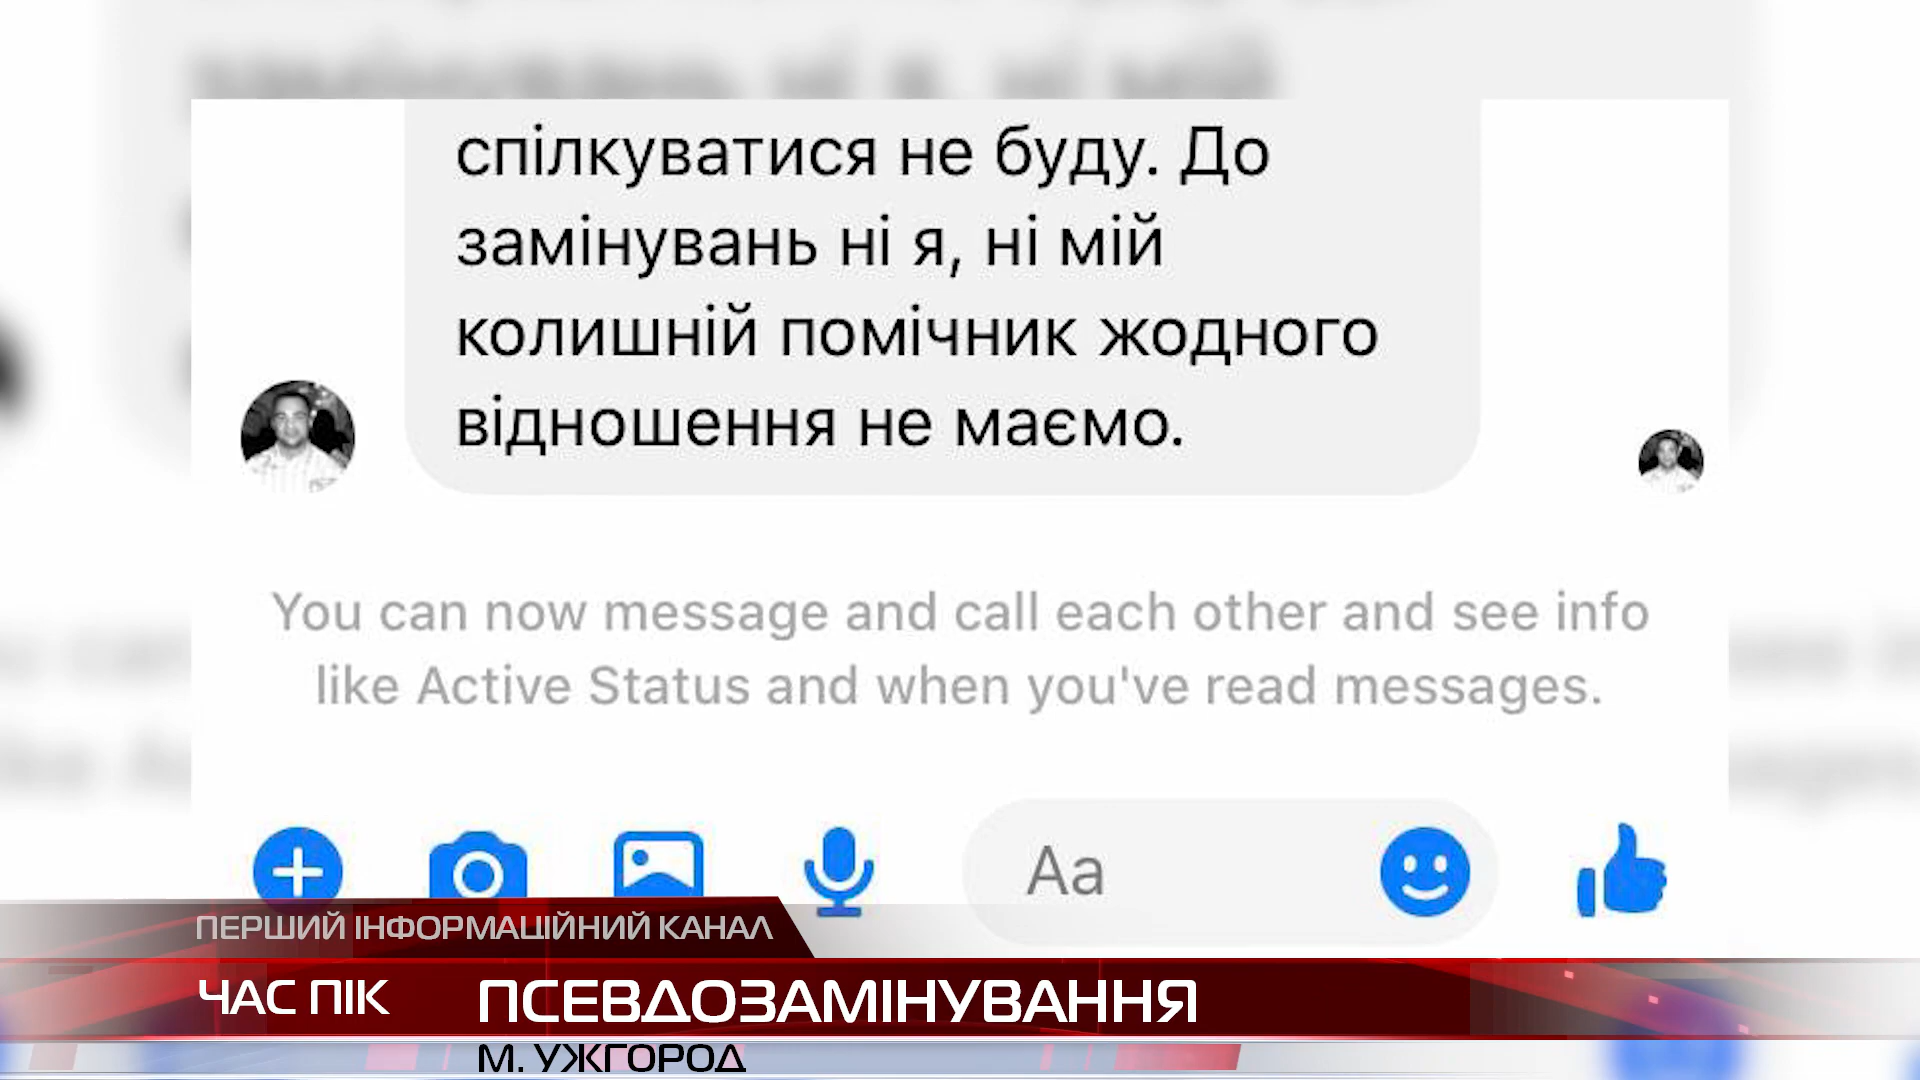 спілкуватися не буду. До
замінувань ні я, ні мій
колишній помічник жодного
відношення не маємо.
You can now message and call each other and see info
like Active Status and when you've read messages.
Aa
ПЕРШИЙ ІНФОРМАЦІЙНИЙ КАНАЛ
ЧАС ПІК
ПСЕВДОЗАМІНУВАННЯ
М. УЖГОРОД